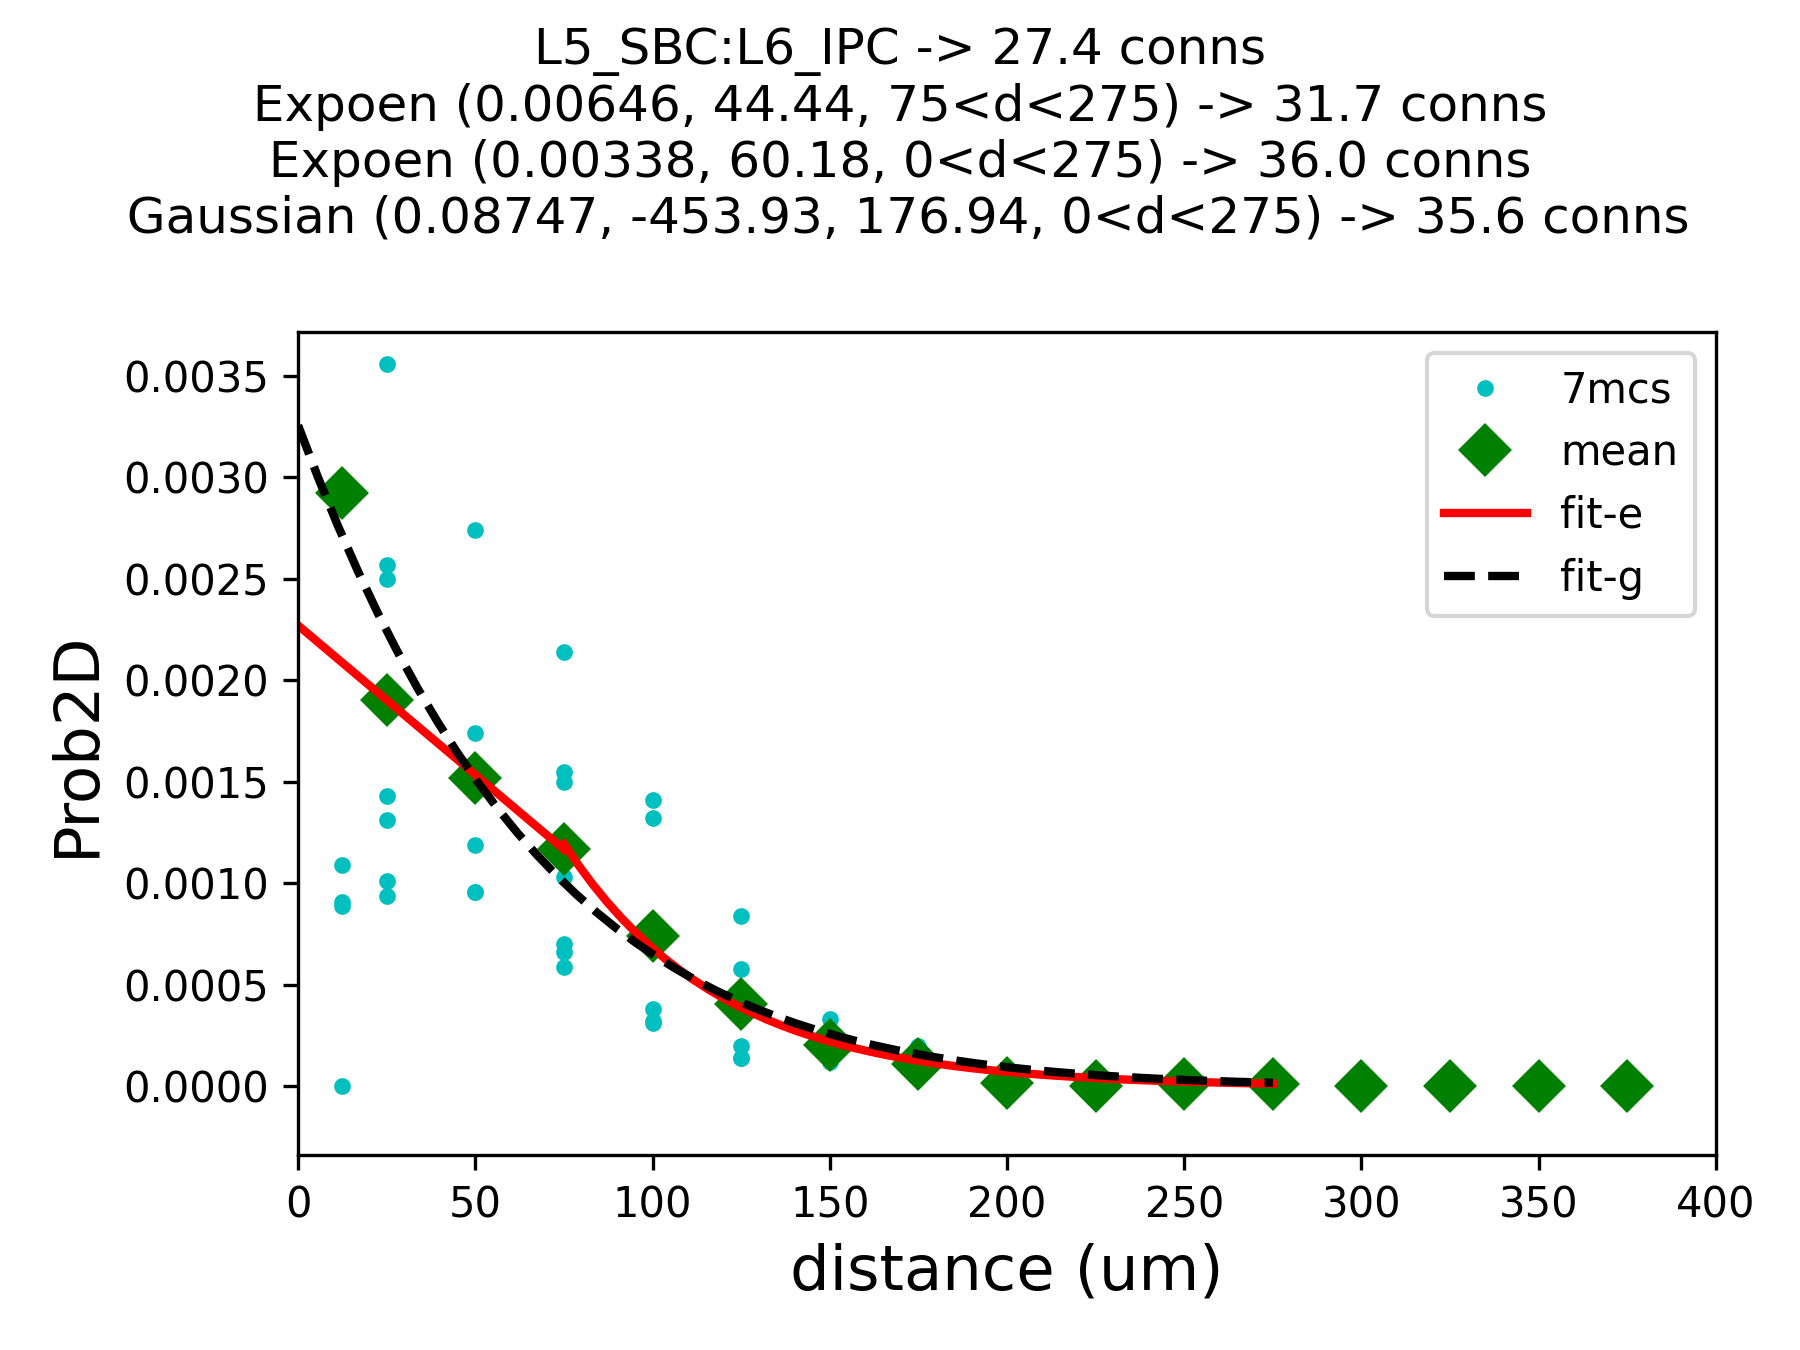 L5_SBC:L6_IPC -> 27.4 conns
Expoen (0.00646, 44.44, 75<d<275) -> 31.7 conns
Expoen (0.00338, 60.18, 0<d<275) -> 36.0 conns
Gaussian (0.08747, -453.93, 176.94, 0<d<275) -> 35.6 conns
0.0035
0.0030
0.0025
0.0020
0.0015
0.0010
0.0005
0.0000
Prob2D
7mcs
mean
fit-e
fit-g
0 50 100 150 200 250 300 350 400
distance (um)